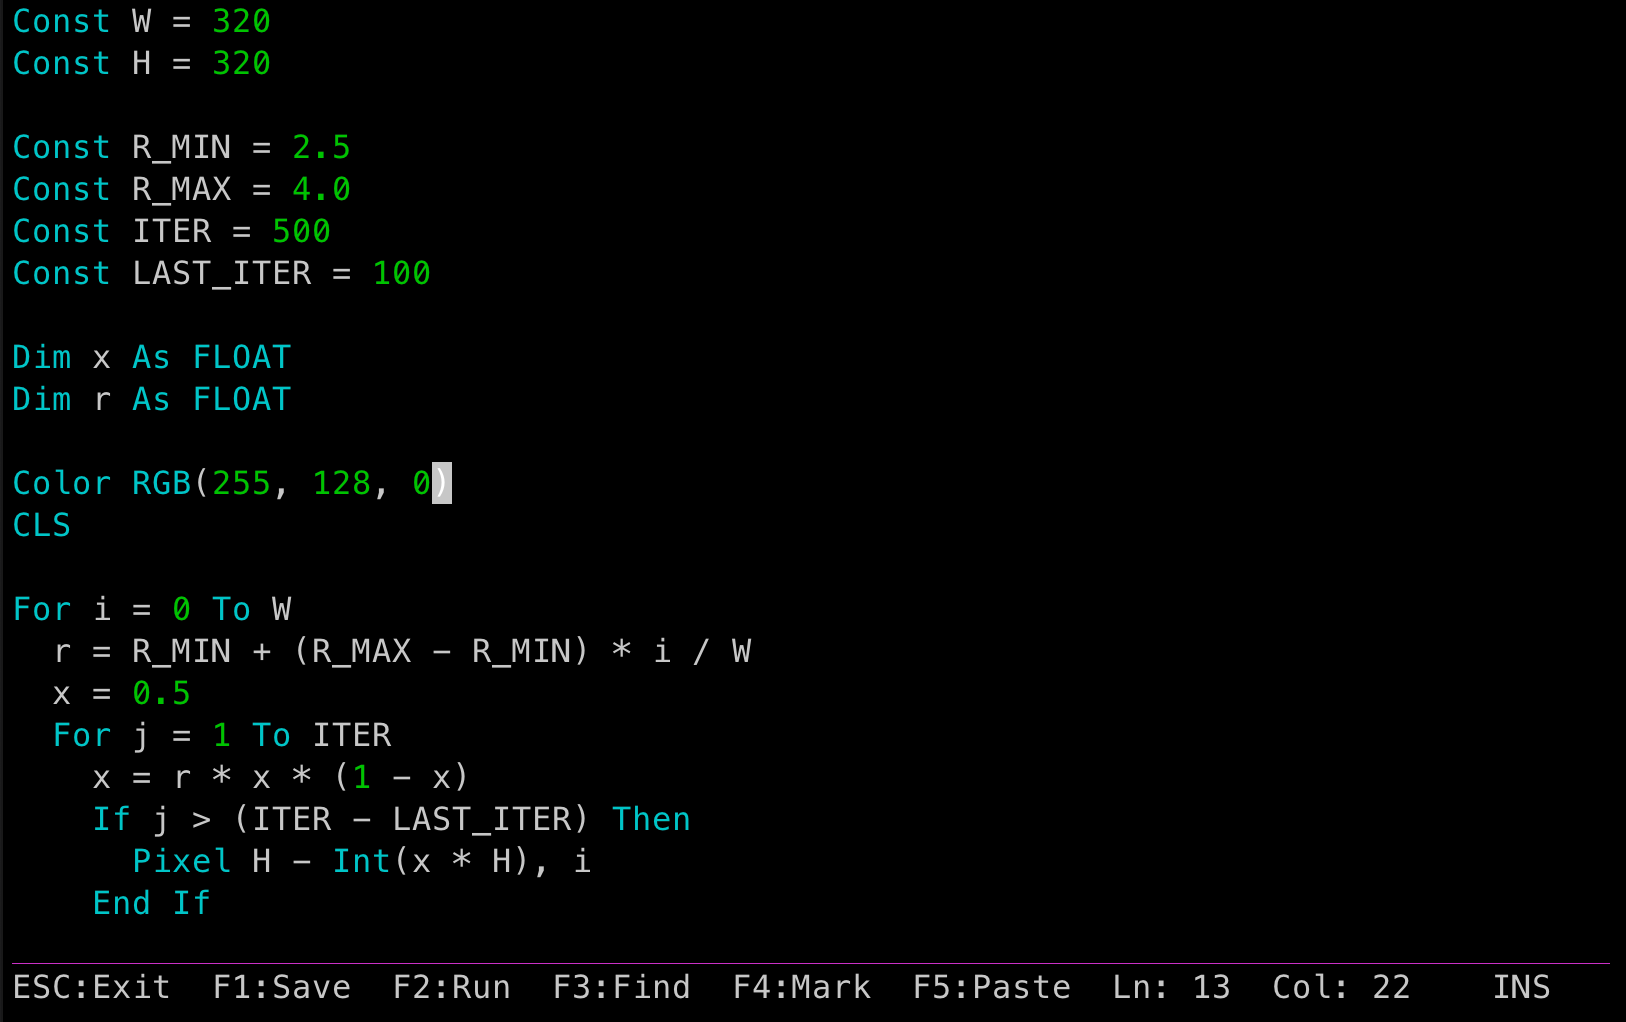 Const W = 320
Const H = 320
Const R_MIN = 2.5
Const R_MAX = 4.0
Const ITER = 500
Const LAST_ITER = 100
Dim x As FLOAT
Dim r As FLOAT
Color RGB(255, 128, 0)
CLS
For i = 0 To W
  r = R_MIN + (R_MAX - R_MIN) * i / W
  x = 0.5
  For j = 1 To ITER
    x = r * x * (1 - x)
    If j > (ITER - LAST_ITER) Then
      Pixel H - Int(x * H), i
    End If
ESC:Exit  F1:Save  F2:Run  F3:Find  F4:Mark  F5:Paste  Ln: 13  Col: 22    INS